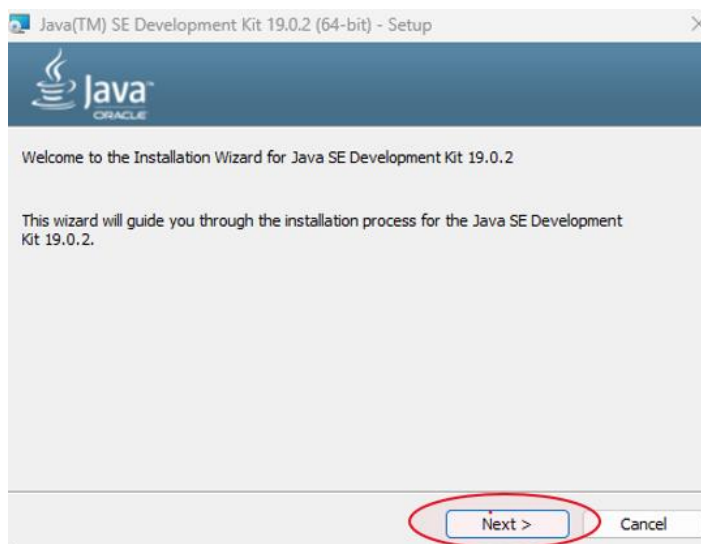 Java(TM) SE Development Kit 19.0.2 (64-bit) - Setup
Java™
ORACLE
Welcome to the Installation Wizard for Java SE Development Kit 19.0.2
This wizard will guide you through the installation process for the Java SE Development
Kit 19.0.2.
Next >
Cancel